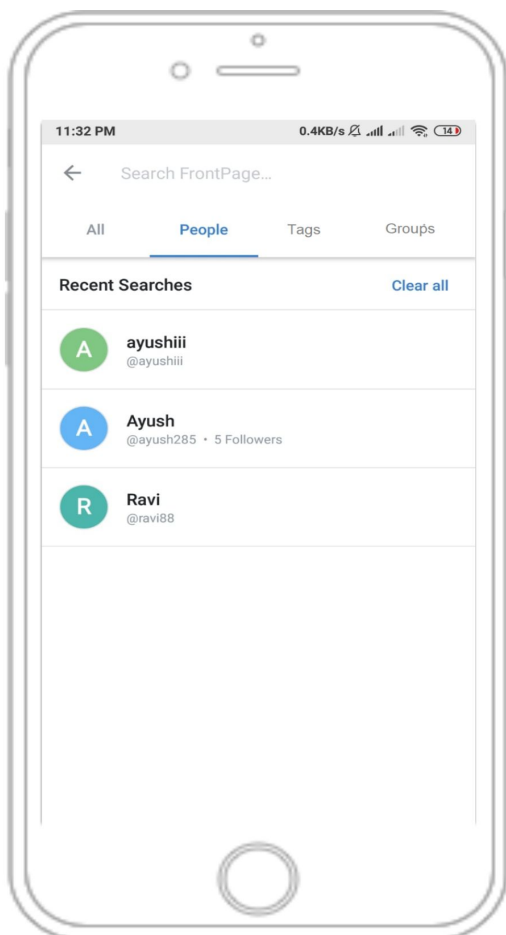 11:32 PM 0.4KB/s 14
Search FrontPage...
All People Tags Groups
Recent Searches Clear all
A ayushiii
@ayushiii
A Ayush
@ayush285 • 5 Followers
R Ravi
@ravi88